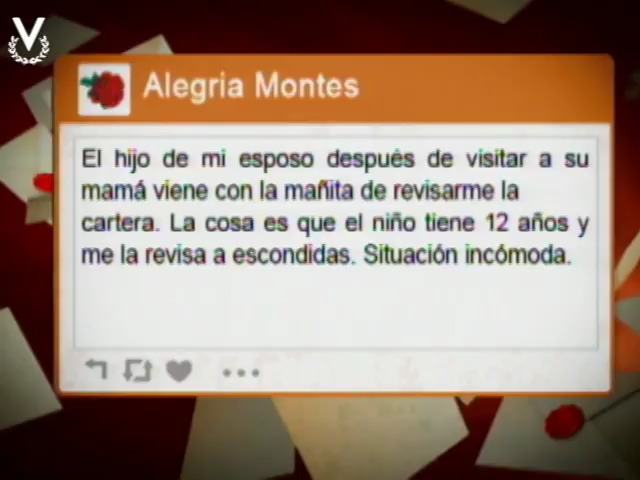 V
Alegria Montes
El hijo de mi esposo después de visitar a su
mamá viene con la mañita de revisarme la
cartera. La cosa es que el niño tiene 12 años y
me la revisa a escondidas. Situación incómoda.